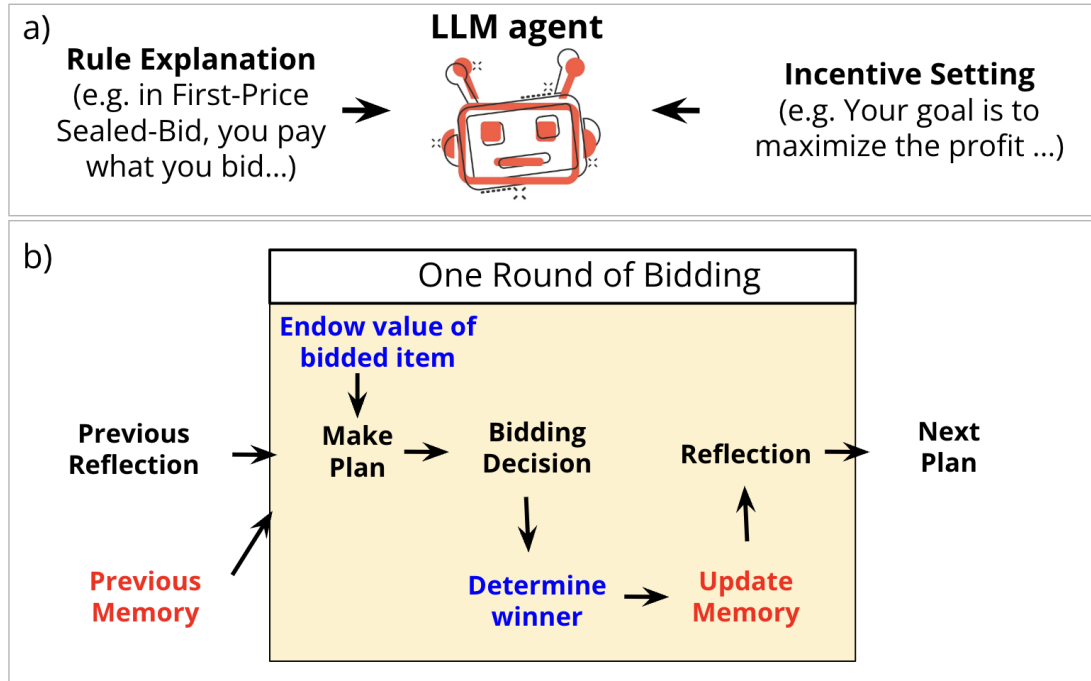 a)
LLM agent
Rule Explanation
(e.g. in First-Price
Sealed-Bid, you pay
what you bid...)
Incentive Setting
(e.g. Your goal is to
maximize the profit ...)
b)
One Round of Bidding
Endow value of
bidded item
Previous
Reflection
Make
Plan
Bidding
Decision
Reflection
Next
Plan
Previous
Memory
Determine
winner
Update
Memory